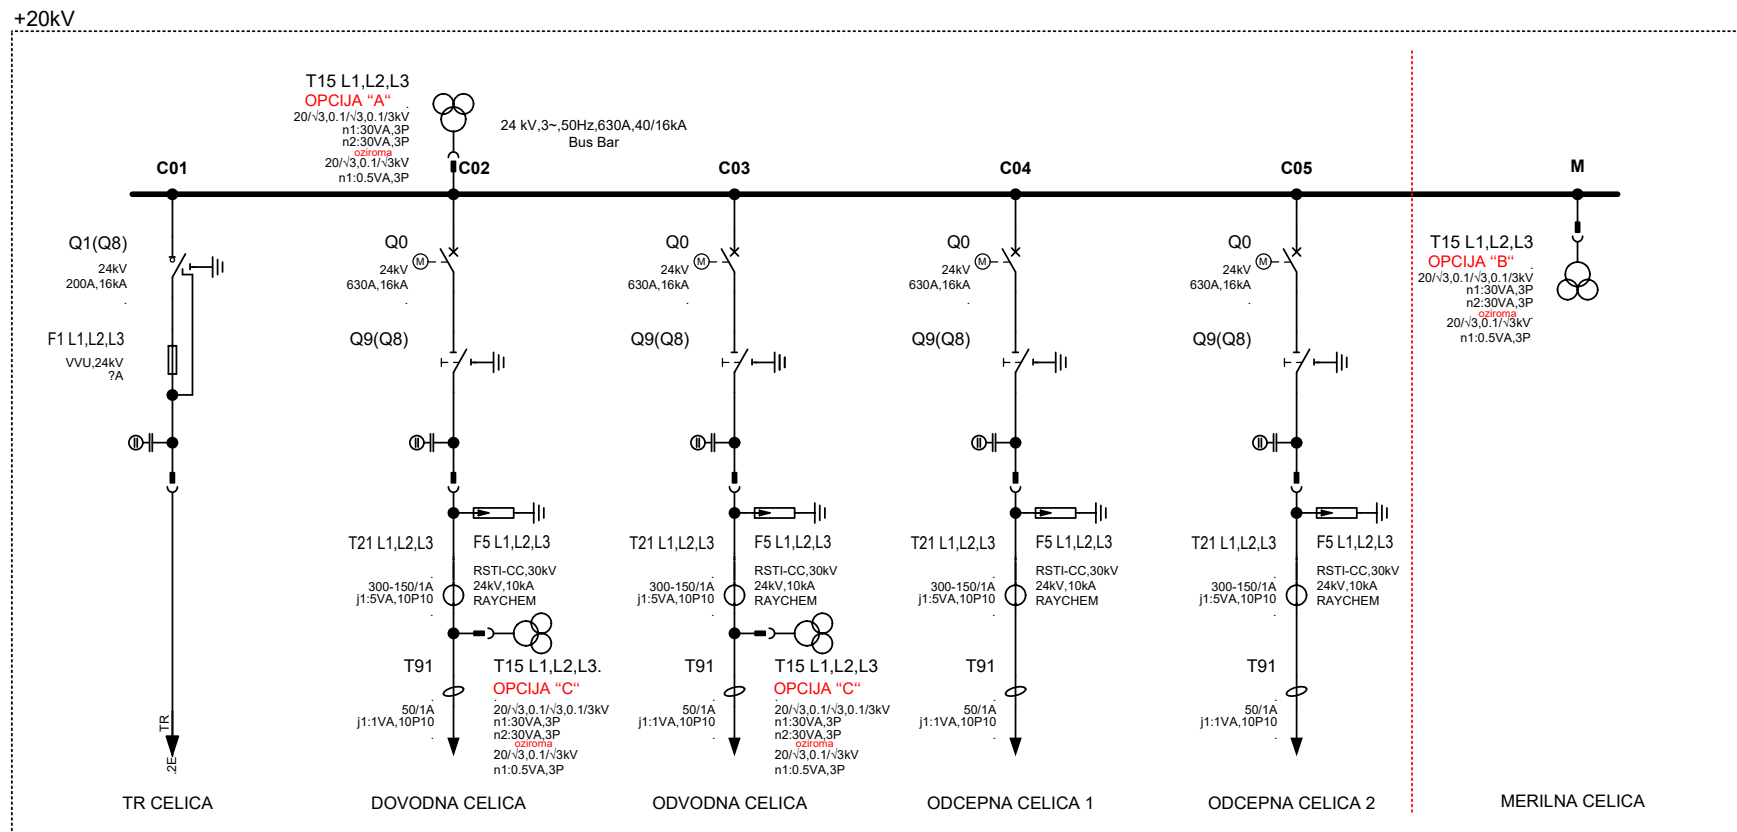 +20kV
T15 L1,L2,L3
OPCIJA “A“
20/√3,0.1/√3,0.1/3kV
n1:30VA,3P
n2:30VA,3P
oziroma
20/√3,0.1/√3kV
n1:0.5VA,3P
24 kV,3~,50Hz,630A,40/16kA
Bus Bar
C01
C02
C03
C04
C05
M
Q1(Q8)
24kV
200A,16kA
F1 L1,L2,L3
VVU,24kV
?A
TR
.2E-
TR CELICA
Q0
M
24kV
630A,16kA
Q9(Q8)
T21 L1,L2,L3
300-150/1A
j1:5VA,10P10
F5 L1,L2,L3
RSTI-CC,30kV
24kV,10kA
RAYCHEM
T91
50/1A
j1:1VA,10P10
T15 L1,L2,L3.
OPCIJA “C“
20/√3,0.1/√3,0.1/3kV
n1:30VA,3P
n2:30VA,3P
oziroma
20/√3,0.1/√3kV
n1:0.5VA,3P
DOVODNA CELICA
Q0
M
24kV
630A,16kA
Q9(Q8)
T21 L1,L2,L3
300-150/1A
j1:5VA,10P10
F5 L1,L2,L3
RSTI-CC,30kV
24kV,10kA
RAYCHEM
T91
50/1A
j1:1VA,10P10
T15 L1,L2,L3
OPCIJA “C“
20/√3,0.1/√3,0.1/3kV
n1:30VA,3P
n2:30VA,3P
oziroma
20/√3,0.1/√3kV
n1:0.5VA,3P
ODVODNA CELICA
Q0
M
24kV
630A,16kA
Q9(Q8)
T21 L1,L2,L3
300-150/1A
j1:5VA,10P10
F5 L1,L2,L3
RSTI-CC,30kV
24kV,10kA
RAYCHEM
T91
50/1A
j1:1VA,10P10
ODCEPNA CELICA 1
Q0
M
24kV
630A,16kA
Q9(Q8)
T21 L1,L2,L3
300-150/1A
j1:5VA,10P10
F5 L1,L2,L3
RSTI-CC,30kV
24kV,10kA
RAYCHEM
T91
50/1A
j1:1VA,10P10
ODCEPNA CELICA 2
T15 L1,L2,L3
OPCIJA “B“
20/√3,0.1/√3,0.1/3kV
n1:30VA,3P
n2:30VA,3P
oziroma
20/√3,0.1/√3kV
n1:0.5VA,3P
MERILNA CELICA